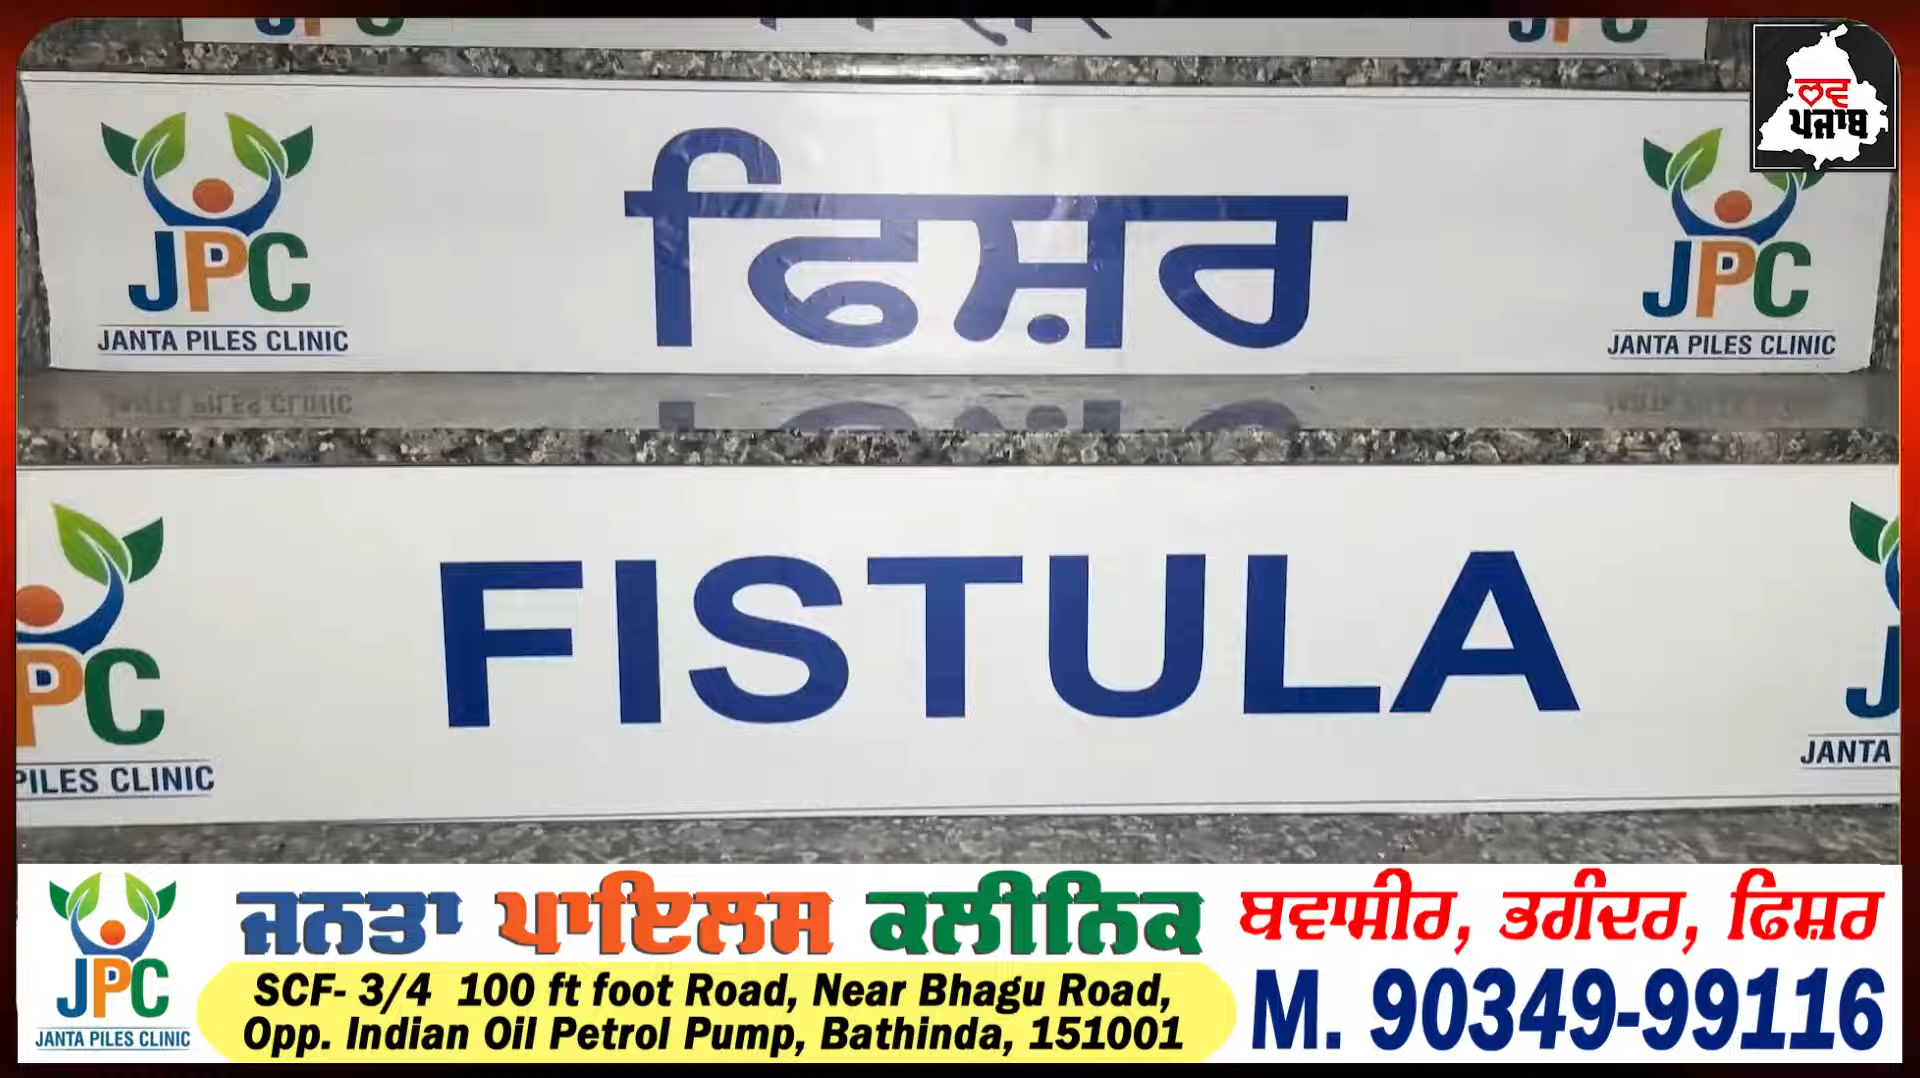 JPC
JPC
ਲਵ
ਪੰਜਾਬ
JPC
JANTA PILES CLINIC
ਫਿਸ਼ਰ
JPC
JANTA PILES CLINIC
PC
PILES CLINIC
FISTULA
J
JANTA
JPC
JANTA PILES CLINIC
ਜਨਤਾ ਪਾਇਲਸ ਕਲੀਨਿਕ
SCF- 3/4 100 ft foot Road, Near Bhagu Road,
Opp. Indian Oil Petrol Pump, Bathinda, 151001
ਬਵਾਸੀਰ, ਭਗੰਦਰ, ਫਿਸ਼ਰ
M. 90349-99116